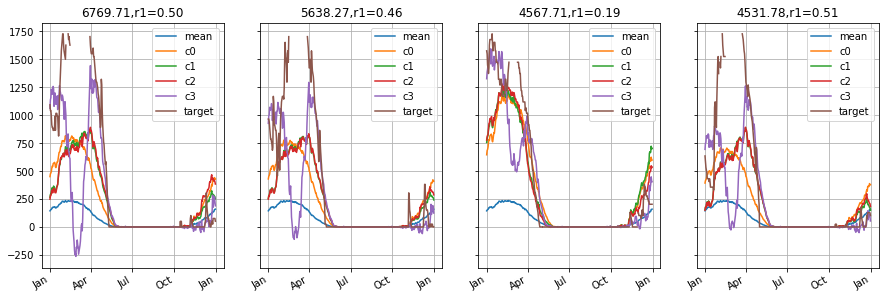 6769.71,r1=0.50
5638.27,r1=0.46
4567.71,r1=0.19
4531.78,r1=0.51
1750
1500
1250
1000
750
500
250
0
−250
mean
c0
c1
c2
c3
target
mean
c0
c1
c2
c3
target
mean
c0
c1
c2
c3
target
mean
c0
c1
c2
c3
target
Jan Apr Jul Oct Jan
Jan Apr Jul Oct Jan
Jan Apr Jul Oct Jan
Jan Apr Jul Oct Jan